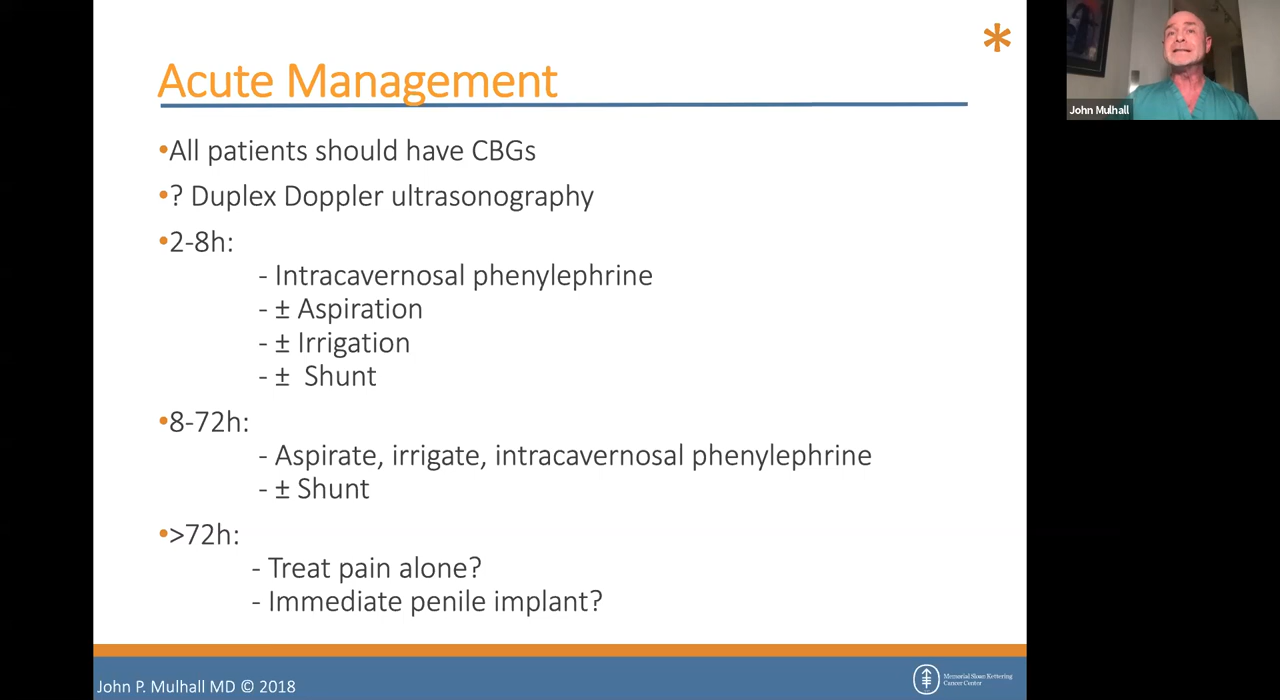 *
Acute Management
John Mulhall
•All patients should have CBGs
•? Duplex Doppler ultrasonography
•2-8h:
- Intracavernosal phenylephrine
- ± Aspiration
- ± Irrigation
- ± Shunt
•8-72h:
- Aspirate, irrigate, intracavernosal phenylephrine
- ± Shunt
•>72h:
- Treat pain alone?
- Immediate penile implant?
John P. Mulhall MD © 2018
Memorial Sloan Kettering
Cancer Center